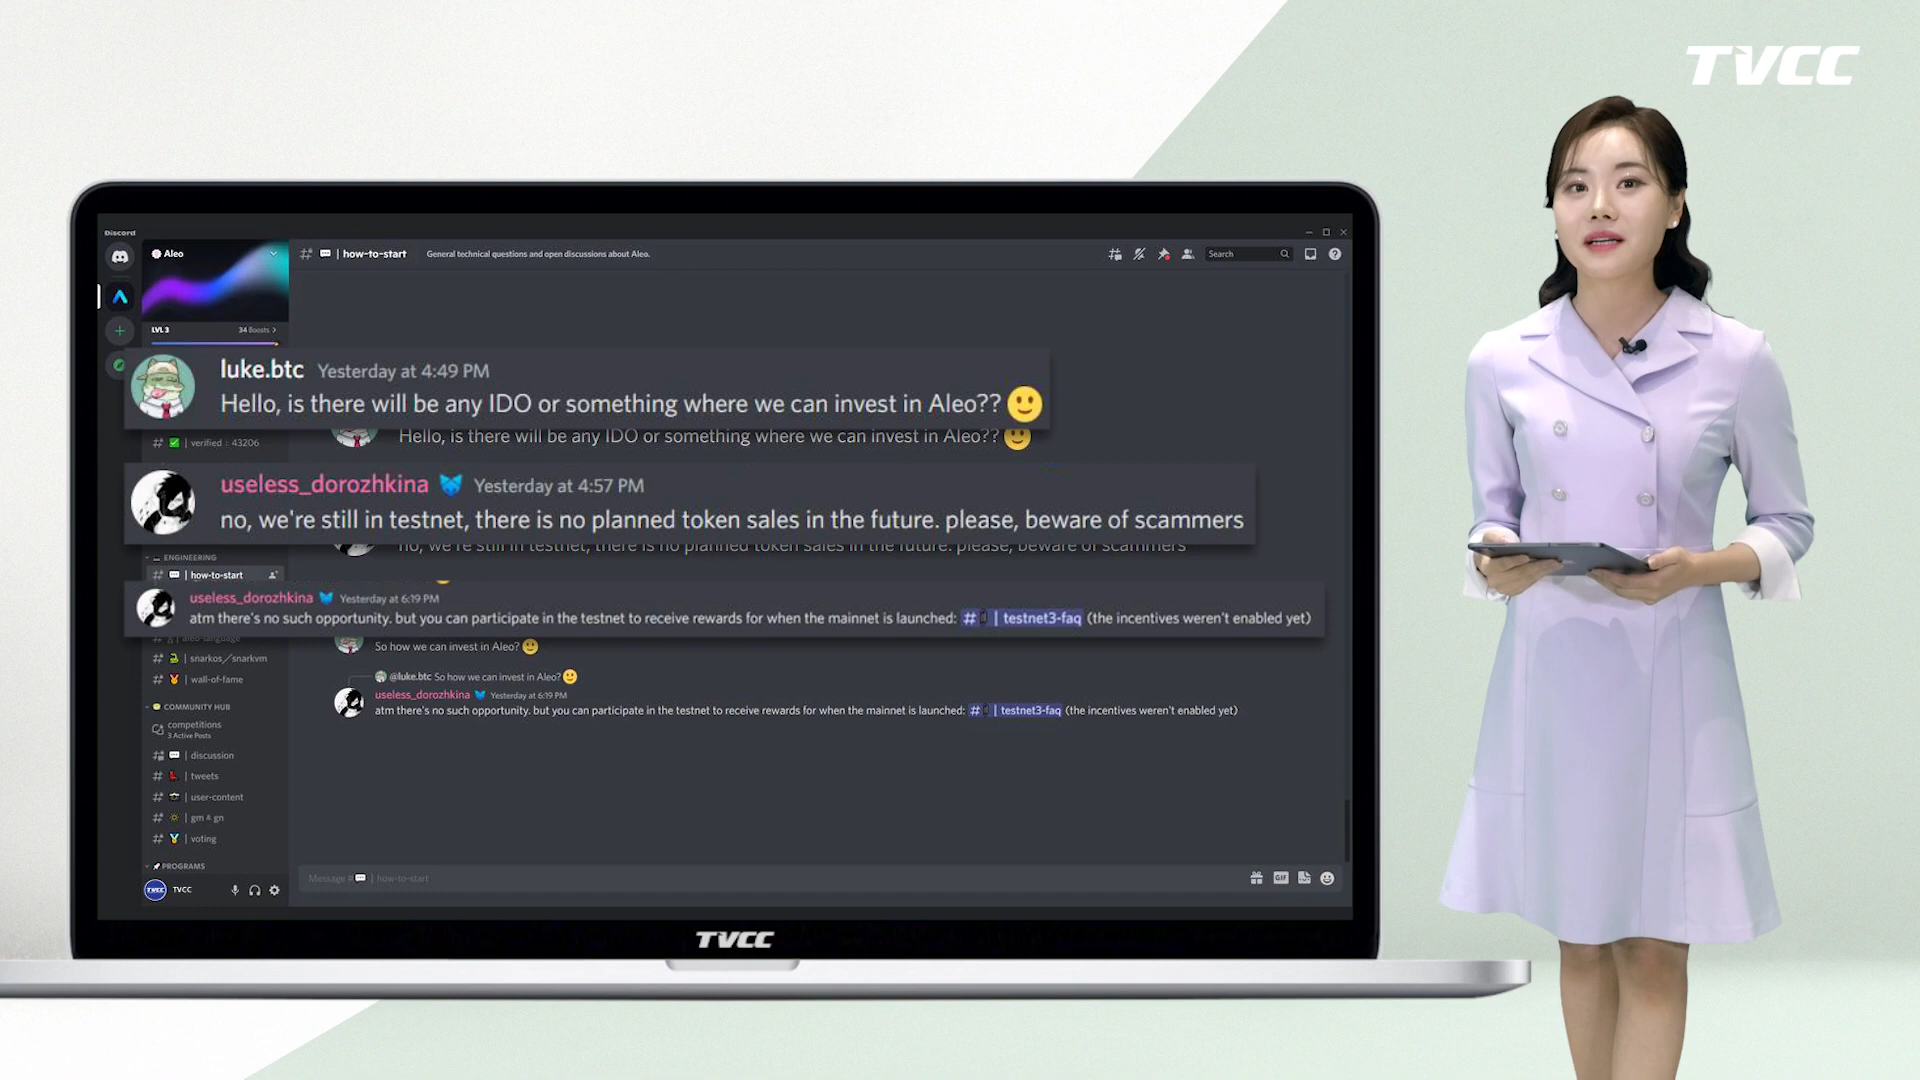 TVCC
Discord
Aleo
| how-to-start
General technical questions and open discussions about Aleo.
Search
LVL 3
34 Boosts
luke.btc Yesterday at 4:49 PM
Hello, is there will be any IDO or something where we can invest in Aleo??
# | verified : 43206
Hello, is there will be any IDO or something where we can invest in Aleo??
useless_dorozhkina Yesterday at 4:57 PM
no, we're still in testnet, there is no planned token sales in the future. please, beware of scammers
no, we're still in testnet, there is no planned token sales in the future. please, beware of scammers
ENGINEERING
# | how-to-start
useless_dorozhkina Yesterday at 6:19 PM
atm there's no such opportunity. but you can participate in the testnet to receive rewards for when the mainnet is launched: # | testnet3-faq (the incentives weren't enabled yet)
# | aleo-language
So how we can invest in Aleo?
# | snarkos/snarkvm
# | wall-of-fame
@luke.btc So how we can invest in Aleo?
useless_dorozhkina Yesterday at 6:19 PM
atm there's no such opportunity. but you can participate in the testnet to receive rewards for when the mainnet is launched: # | testnet3-faq (the incentives weren't enabled yet)
COMMUNITY HUB
competitions
3 Active Posts
# | discussion
# | tweets
# | user-content
# | gm & gn
# | voting
PROGRAMS
TVCC
TVCC
Message # | how-to-start
GIF
TVCC